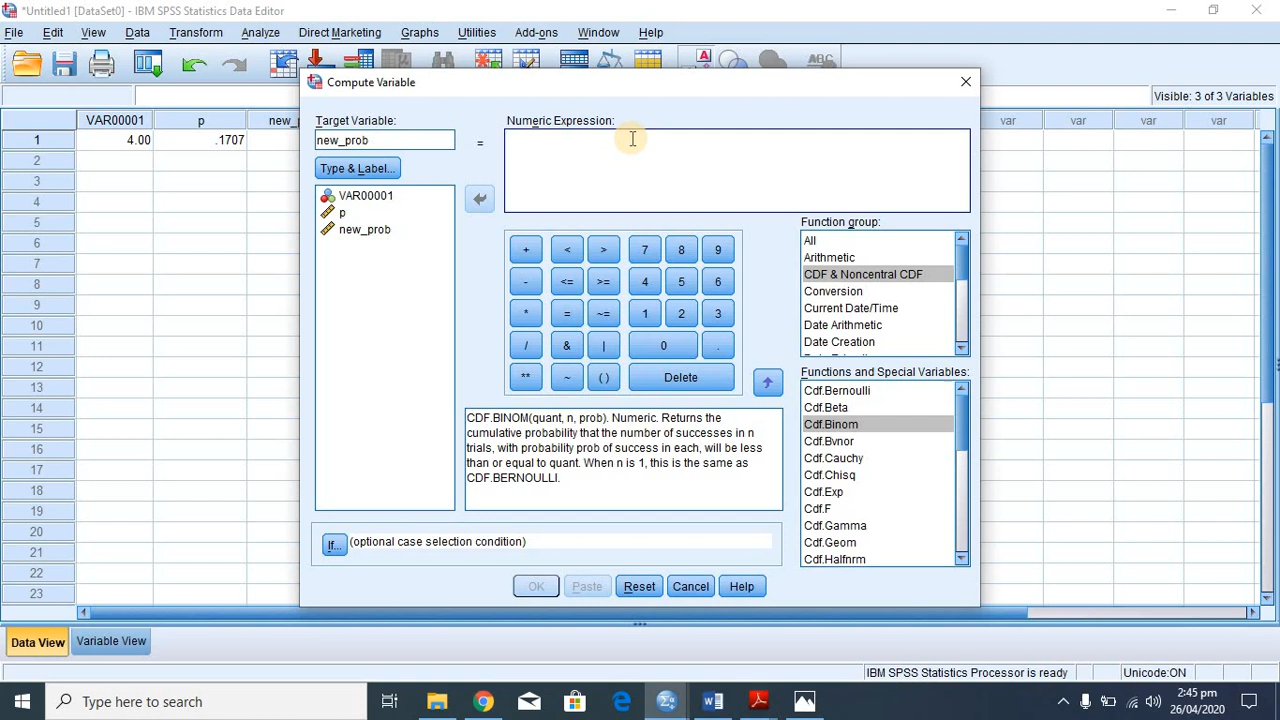 *Untitled1 [DataSet0] - IBM SPSS Statistics Data Editor
File Edit View Data Transform Analyze Direct Marketing Graphs Utilities Add-ons Window Help
A ABC
Compute Variable
Visible: 3 of 3 Variables
VAR00001 p new_p var var var var
1 4.00 .1707
2
3
4
5
6
7
8
9
10
11
12
13
14
15
16
17
18
19
20
21
22
23
Target Variable:
new_prob
=
Type & Label...
VAR00001
p
new_prob
Numeric Expression:
+ < > 7 8 9
- <= >= 4 5 6
* = ~= 1 2 3
/ & | 0 .
** ~ ( ) Delete
Function group:
All
Arithmetic
CDF & Noncentral CDF
Conversion
Current Date/Time
Date Arithmetic
Date Creation
Functions and Special Variables:
Cdf.Bernoulli
Cdf.Beta
Cdf.Binom
Cdf.Bvnor
Cdf.Cauchy
Cdf.Chisq
Cdf.Exp
Cdf.F
Cdf.Gamma
Cdf.Geom
Cdf.Halfnrm
CDF.BINOM(quant, n, prob). Numeric. Returns the
cumulative probability that the number of successes in n
trials, with probability prob of success in each, will be less
than or equal to quant. When n is 1, this is the same as
CDF.BERNOULLI.
If... (optional case selection condition)
OK Paste Reset Cancel Help
Data View Variable View
IBM SPSS Statistics Processor is ready Unicode:ON
Type here to search
2:45 pm
26/04/2020